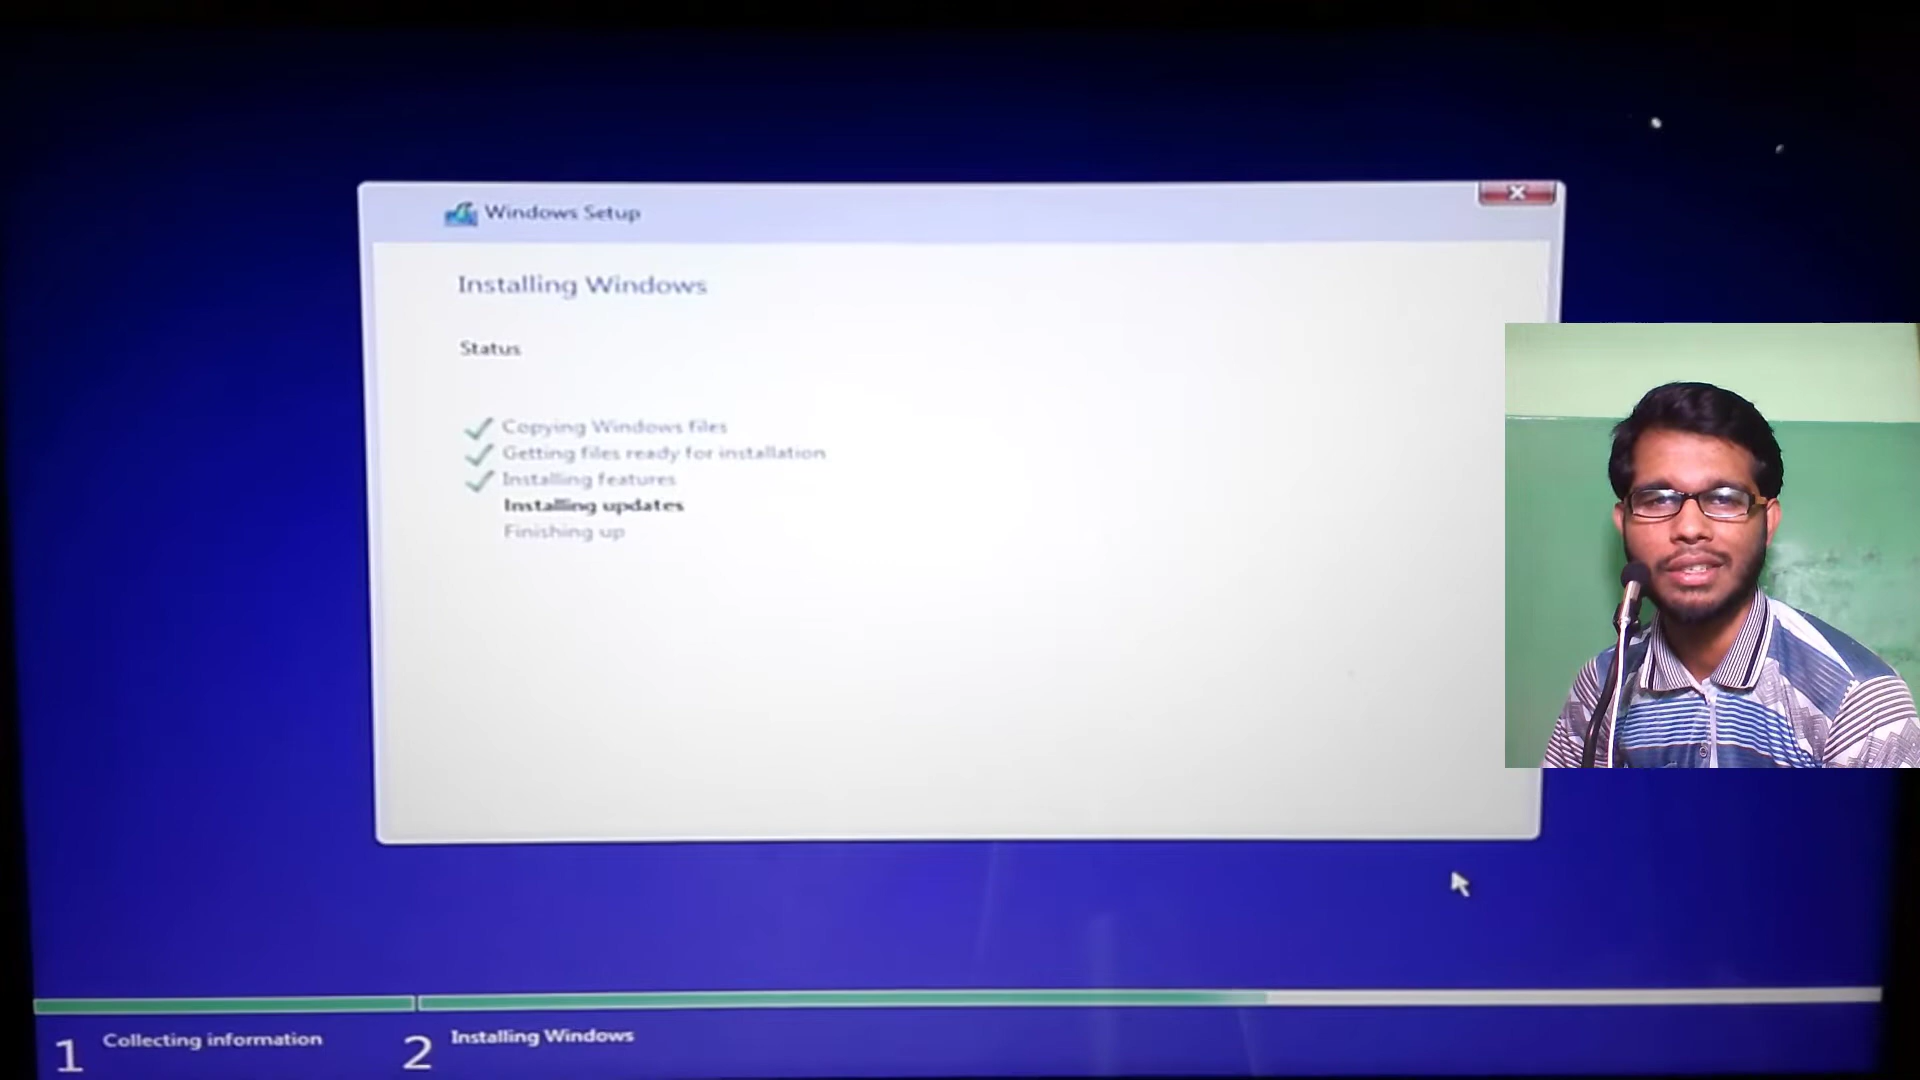 Windows Setup
Installing Windows
Status
Copying Windows files
Getting files ready for installation
Installing features
Installing updates
Finishing up
1 Collecting information
2 Installing Windows